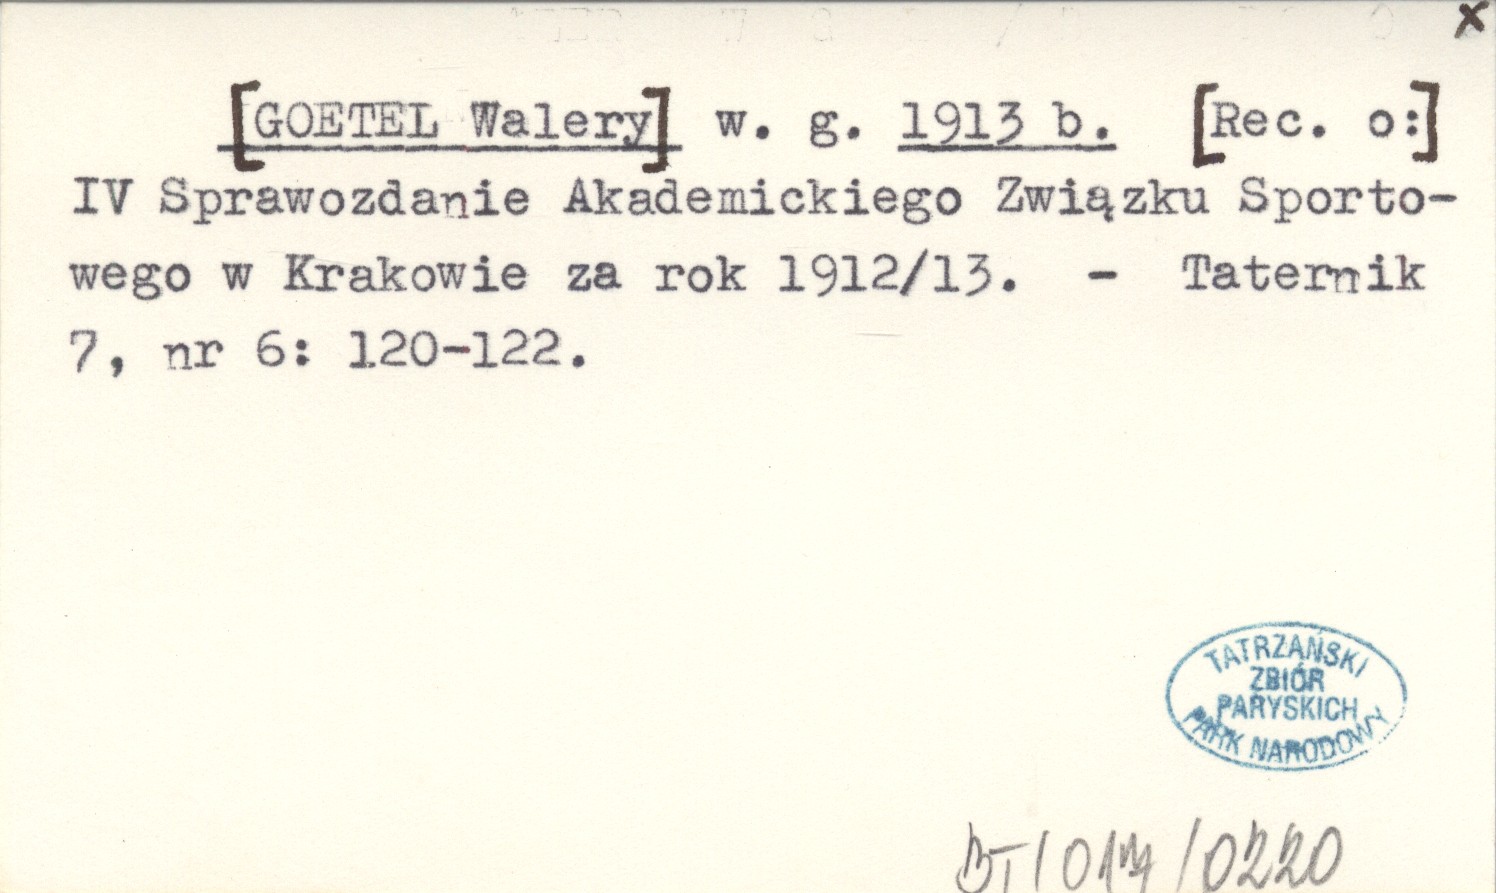 x
[GOETEL Walery] w. g. 1913 b. [Rec. o:]
IV Sprawozdanie Akademickiego Związku Sporto-
wego w Krakowie za rok 1912/13. - Taternik
7, nr 6: 120-122.
TATRZAŃSKI
ZBIÓR
PARYSKICH
PARK NARODOWY
BT/017/0220